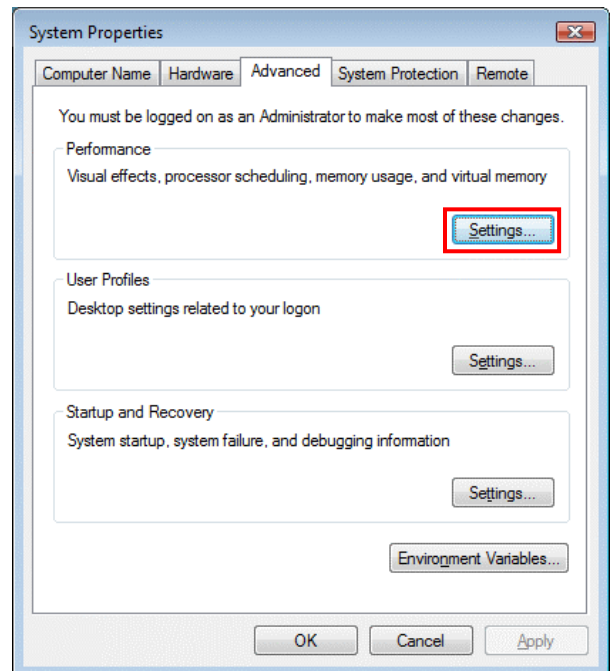 System Properties
Computer Name Hardware Advanced System Protection Remote
You must be logged on as an Administrator to make most of these changes.
Performance
Visual effects, processor scheduling, memory usage, and virtual memory
Settings...
User Profiles
Desktop settings related to your logon
Settings...
Startup and Recovery
System startup, system failure, and debugging information
Settings...
Environment Variables...
OK Cancel Apply